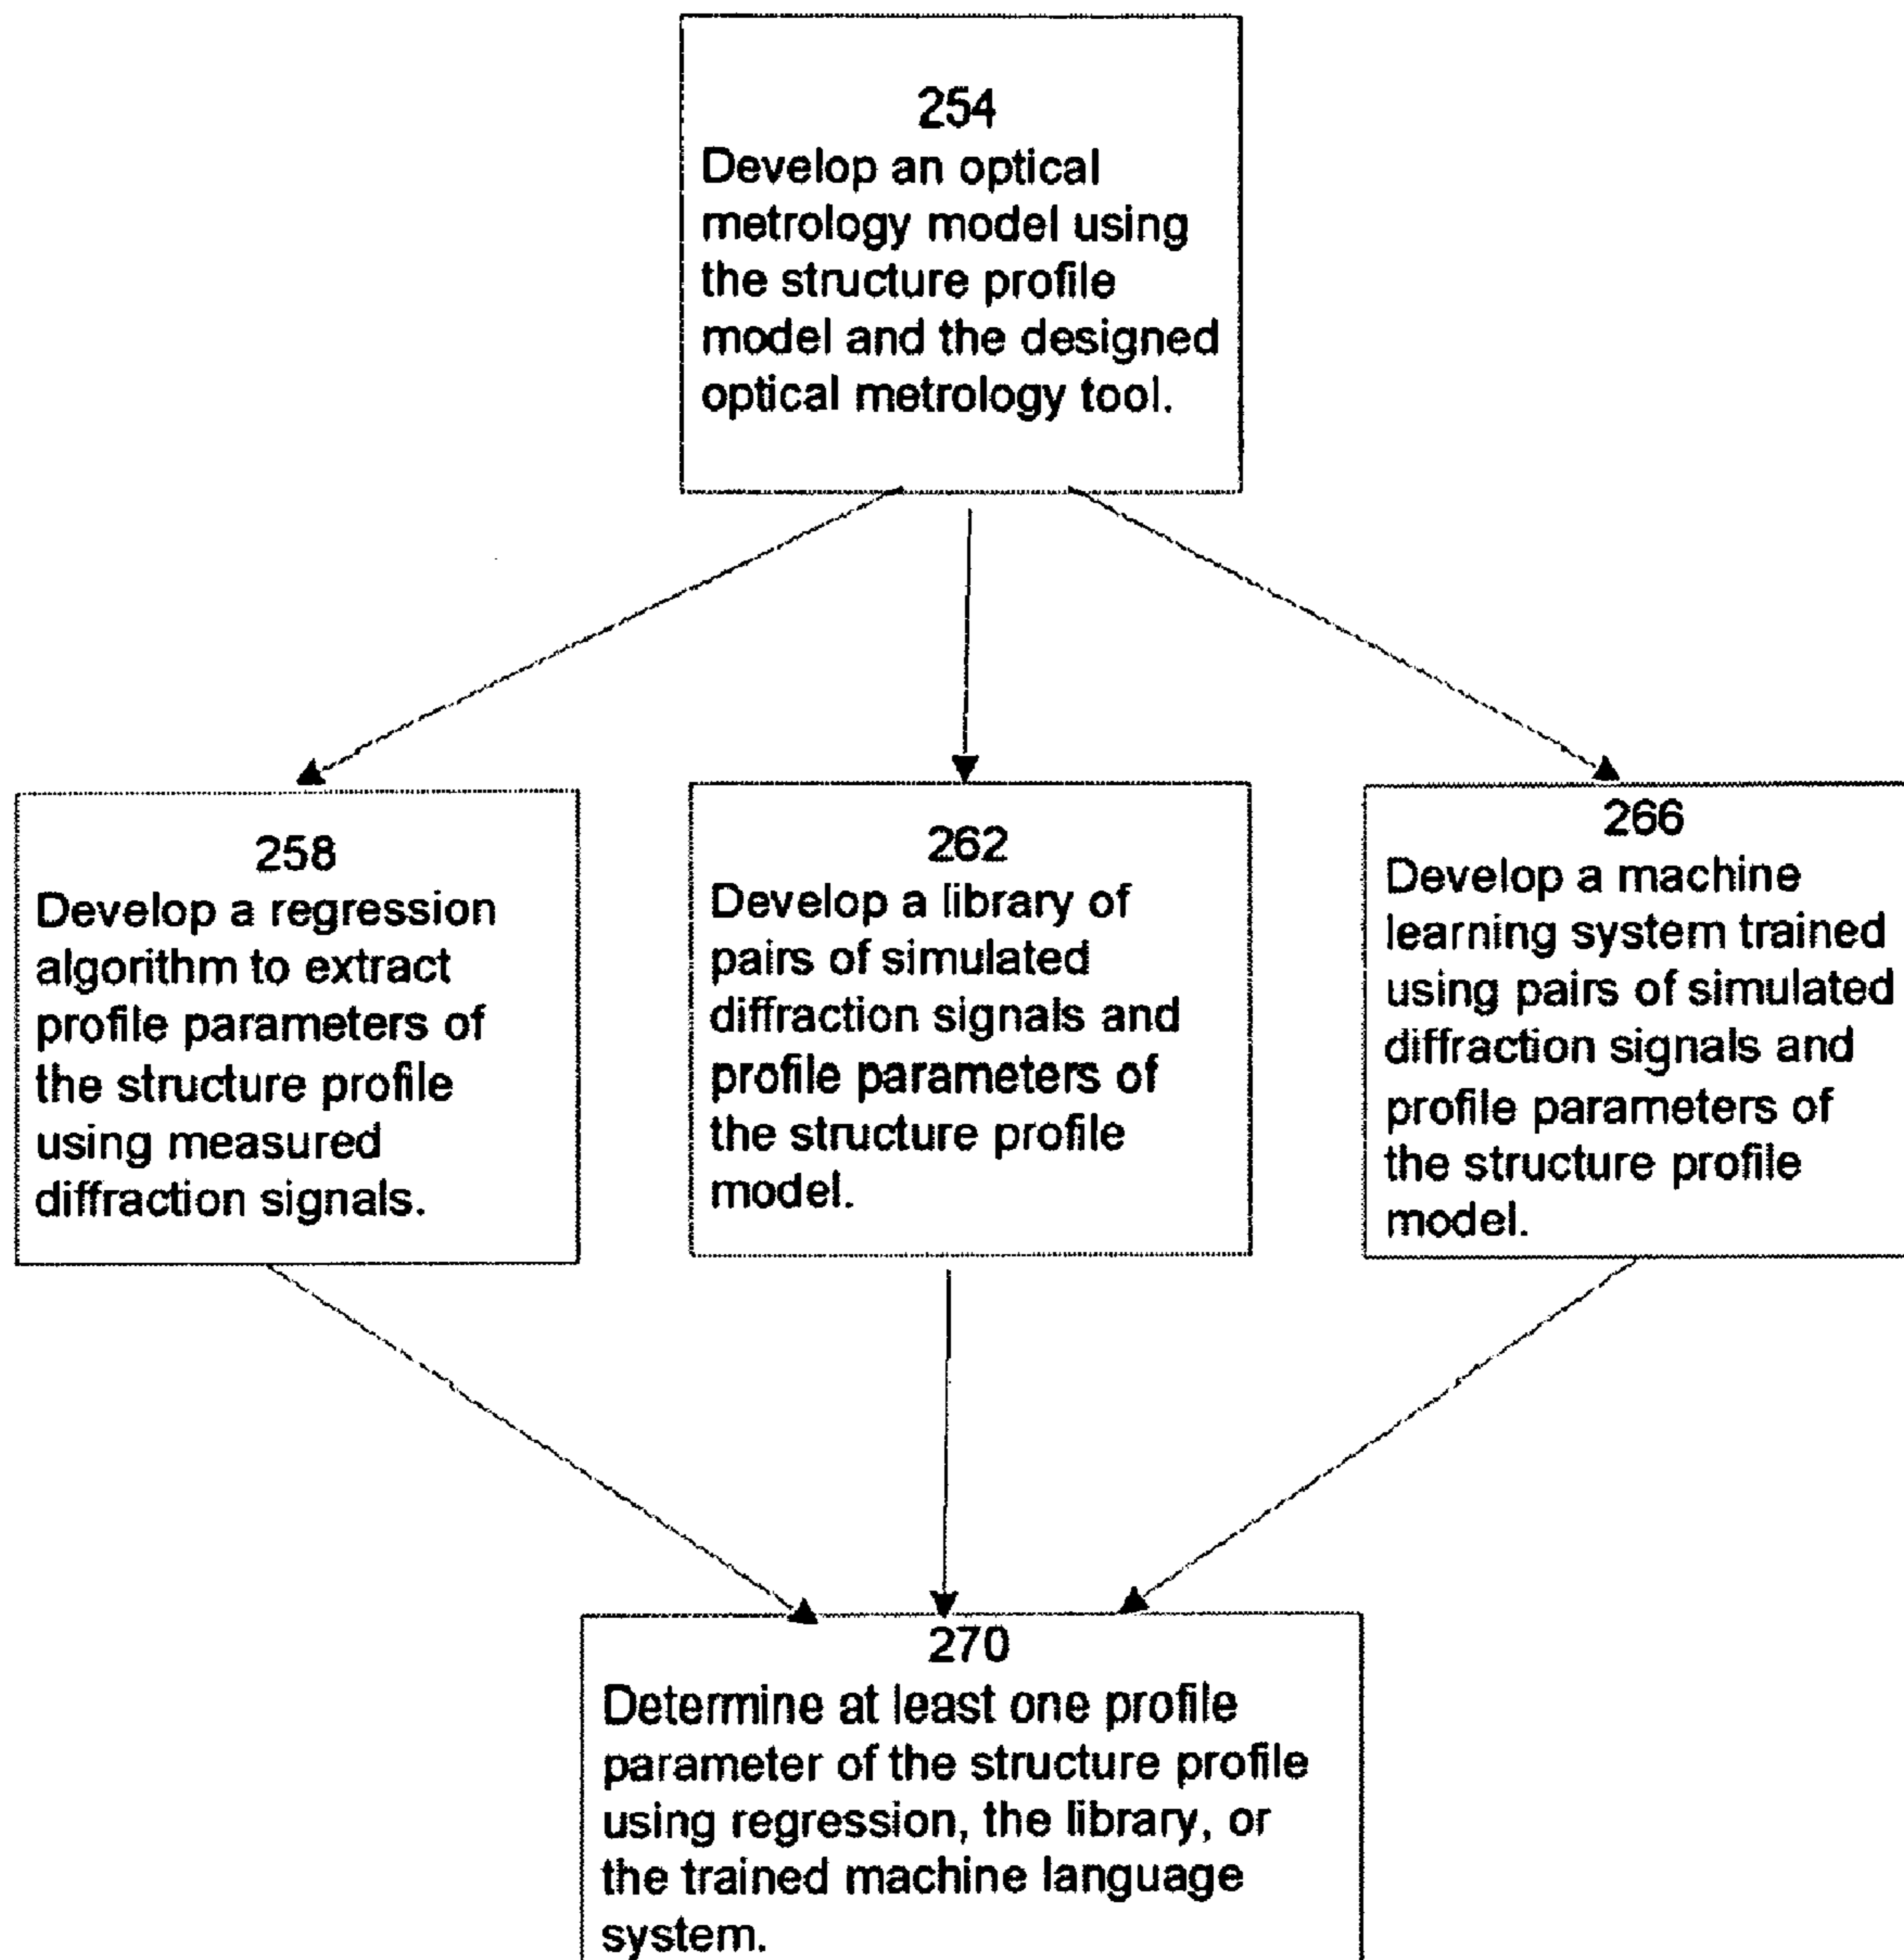 254
Develop an optical
metrology model using
the structure profile
model and the designed
optical metrology tool.
258
Develop a regression
algorithm to extract
profile parameters of
the structure profile
using measured
diffraction signals.
262
Develop a library of
pairs of simulated
diffraction signals and
profile parameters of
the structure profile
model.
266
Develop a machine
learning system trained
using pairs of simulated
diffraction signals and
profile parameters of
the structure profile
model.
270
Determine at least one profile
parameter of the structure profile
using regression, the library, or
the trained machine language
system.